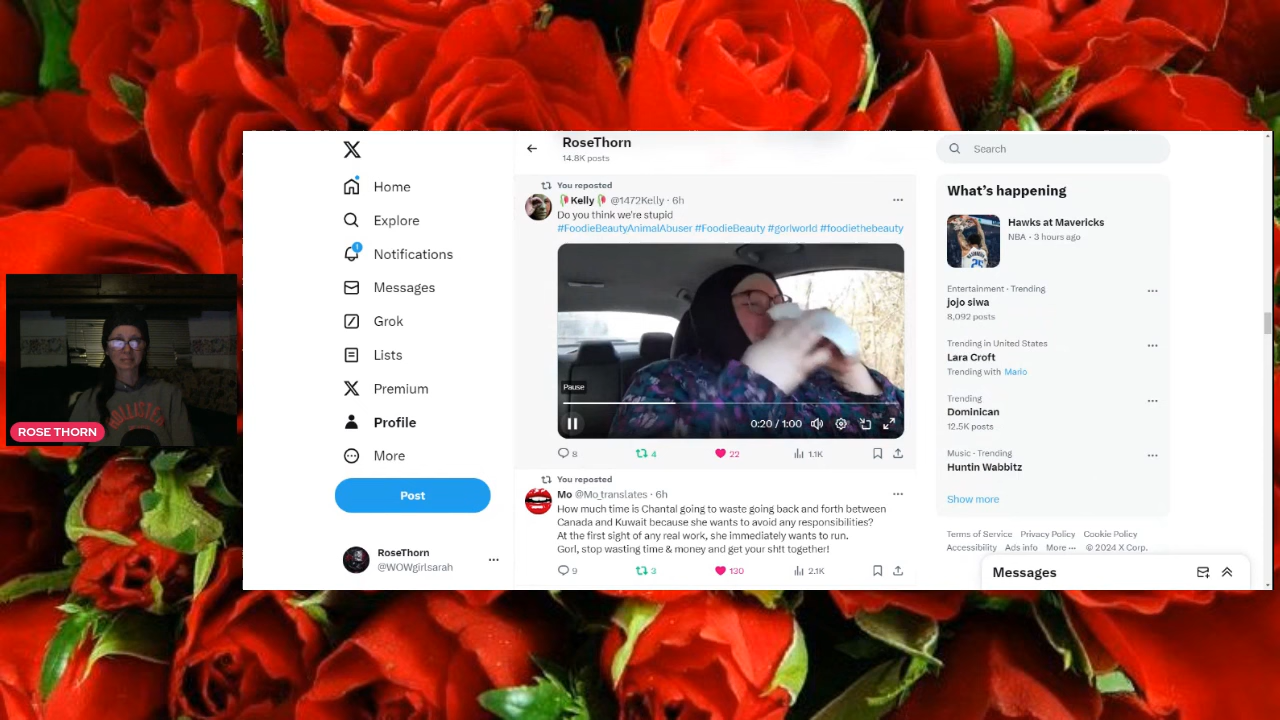 RoseThorn
14.8K posts
Search
Home
Explore
Notifications
1
Messages
Grok
Lists
Premium
Profile
More
Post
RoseThorn
@WOWgirlsarah
You reposted
Kelly @1472Kelly · 6h
Do you think we're stupid
#FoodieBeautyAnimalAbuser #FoodieBeauty #gorlworld #foodiethebeauty
Pause
0:20 / 1:00
8 4 22 1.1K
You reposted
Mo @Mo_translates · 6h
How much time is Chantal going to waste going back and forth between
Canada and Kuwait because she wants to avoid any responsibilities?
At the first sight of any real work, she immediately wants to run.
Gorl, stop wasting time & money and get your sh!t together!
9 3 130 2.1K
What's happening
Hawks at Mavericks
NBA · 3 hours ago
Entertainment · Trending
jojo siwa
8,092 posts
Trending in United States
Lara Croft
Trending with Mario
Trending
Dominican
12.5K posts
Music · Trending
Huntin Wabbitz
Show more
Terms of Service Privacy Policy Cookie Policy
Accessibility Ads info More ··· © 2024 X Corp.
Messages
HOLLISTER
ROSE THORN